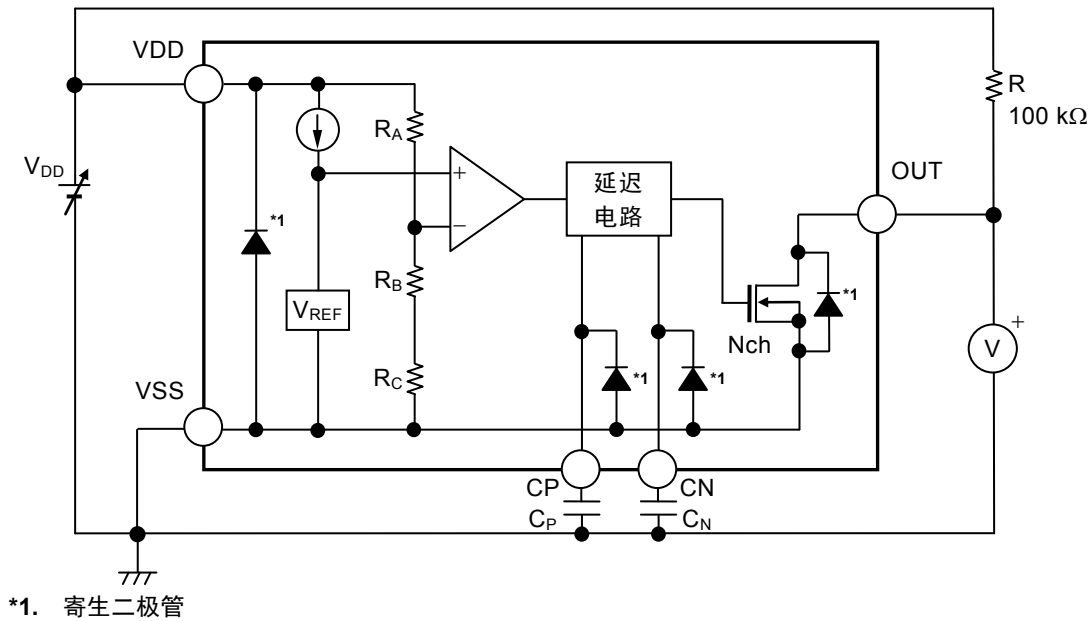 VDD
V_DD
*1
R_A
R_B
R_C
V_REF
+
−
延迟
电路
Nch
*1
*1
*1
OUT
R
100 kΩ
+
V
VSS
CP
CN
C_P
C_N
*1. 寄生二极管